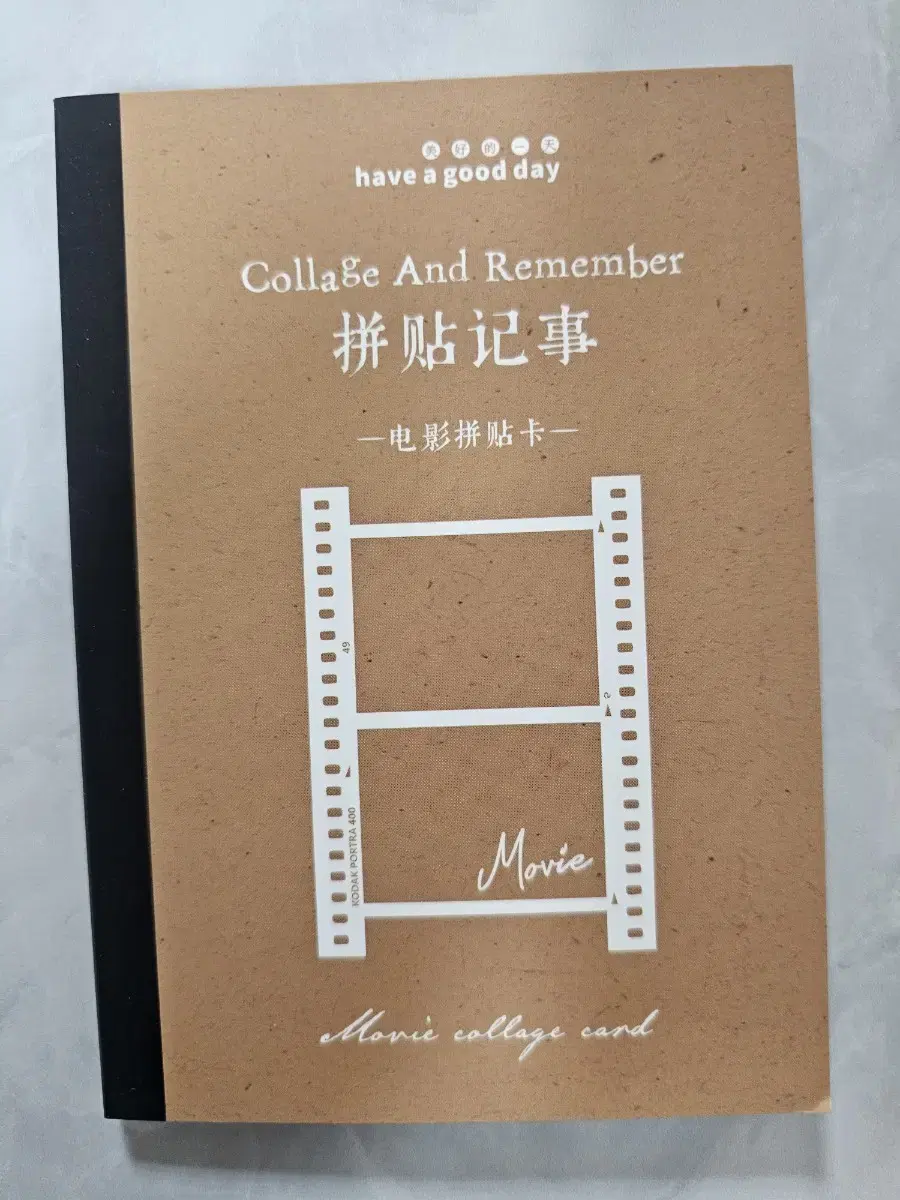 美好的一天
have a good day
Collage And Remember
拼贴记事
—电影拼贴卡—
49
2
KODAK PORTRA 400
Movie
Movie collage card